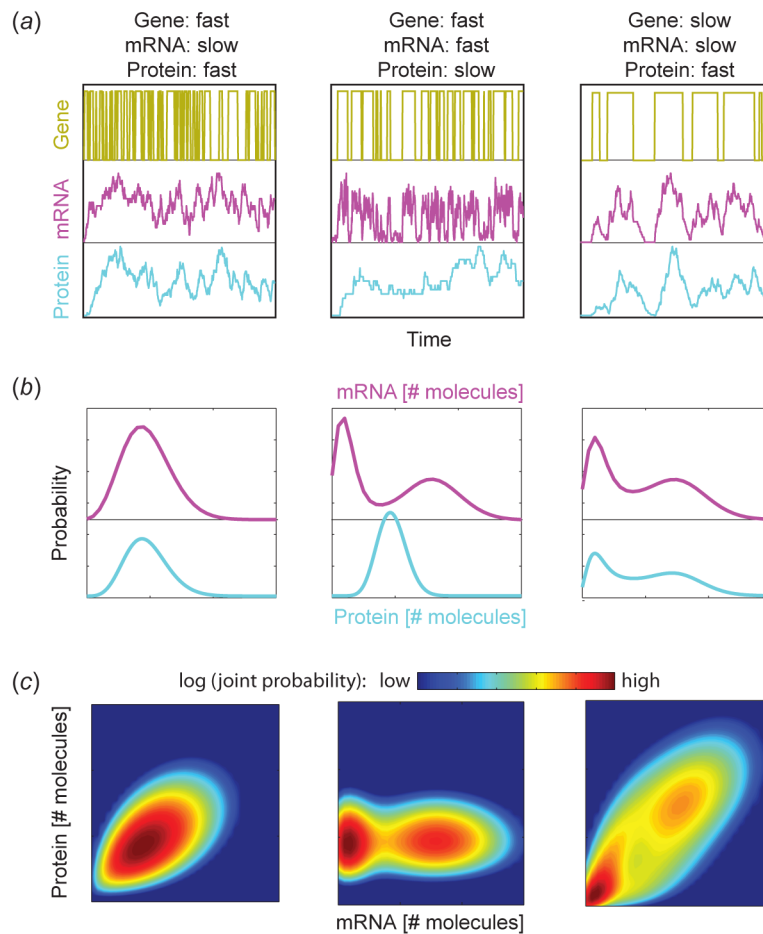 (a)
Gene: fast
mRNA: slow
Protein: fast
Gene: fast
mRNA: fast
Protein: slow
Gene: slow
mRNA: slow
Protein: fast
Gene
mRNA
Protein
Time
(b)
mRNA [# molecules]
Probability
Protein [# molecules]
(c)
log (joint probability): low high
Protein [# molecules]
mRNA [# molecules]